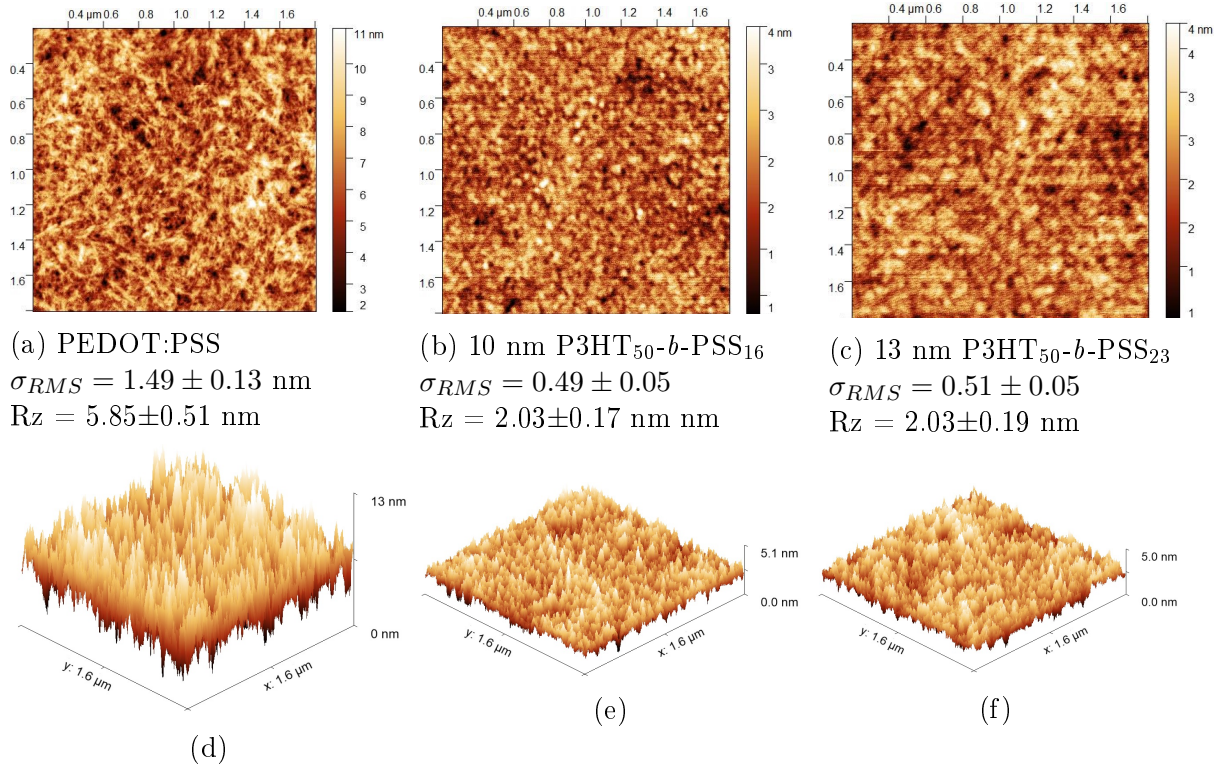 0.4 µm 0.6 0.8 1.0 1.2 1.4 1.6
0.4
0.6
0.8
1.0
1.2
1.4
1.6
11 nm
10
9
8
7
6
5
4
3
2
0.4 µm 0.6 0.8 1.0 1.2 1.4 1.6
0.4
0.6
0.8
1.0
1.2
1.4
1.6
4 nm
3
3
2
2
1
1
0.4 µm 0.6 0.8 1.0 1.2 1.4 1.6
0.4
0.6
0.8
1.0
1.2
1.4
1.6
4 nm
3
3
2
2
1
1
(a) PEDOT:PSS
σRMS = 1.49 ± 0.13 nm
Rz = 5.85±0.51 nm
(b) 10 nm P3HT50-b-PSS16
σRMS = 0.49 ± 0.05
Rz = 2.03±0.17 nm nm
(c) 13 nm P3HT50-b-PSS23
σRMS = 0.51 ± 0.05
Rz = 2.03±0.19 nm
13 nm
0 nm
y: 1.6 µm
x: 1.6 µm
(d)
5.1 nm
0.0 nm
y: 1.6 µm
x: 1.6 µm
(e)
5.0 nm
0.0 nm
y: 1.6 µm
x: 1.6 µm
(f)